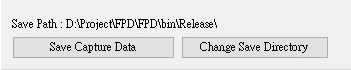 Save Path : D:\Project\FPD\FPD\bin\Release\
Save Capture Data
Change Save Directory